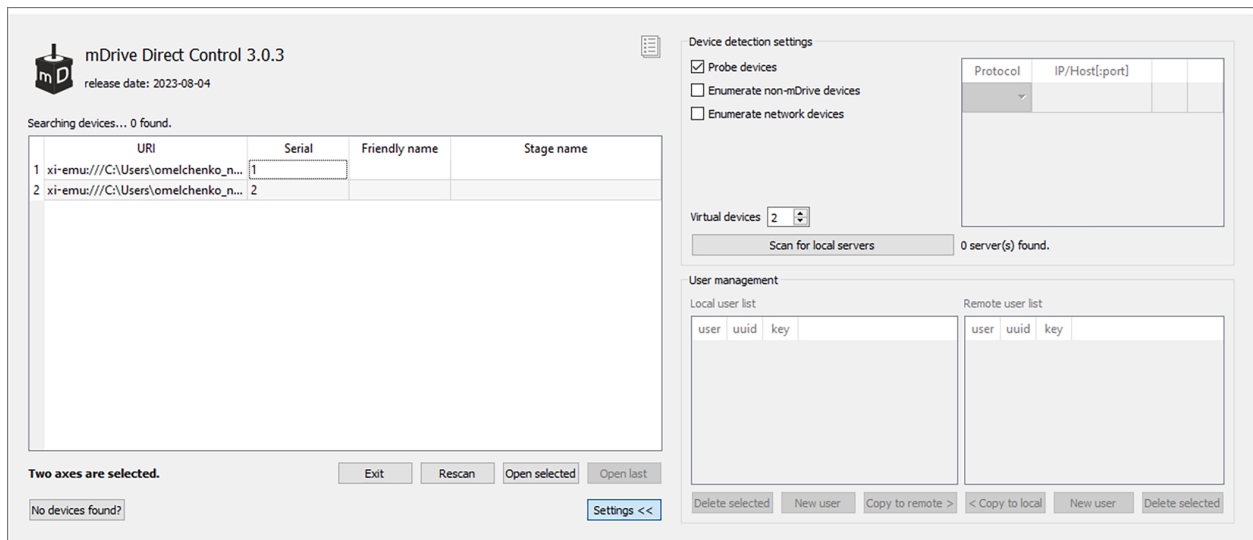 mDrive Direct Control 3.0.3
mD
release date: 2023-08-04
Searching devices... 0 found.
URI Serial Friendly name Stage name
1 xi-emu:///C:\Users\omelchenko_n... 1
2 xi-emu:///C:\Users\omelchenko_n... 2
Two axes are selected.
Exit Rescan Open selected Open last
No devices found? Settings <<
Device detection settings
Probe devices
Enumerate non-mDrive devices
Enumerate network devices
Protocol IP/Host[:port]
Virtual devices 2
Scan for local servers 0 server(s) found.
User management
Local user list Remote user list
user uuid key user uuid key
Delete selected New user Copy to remote > < Copy to local New user Delete selected